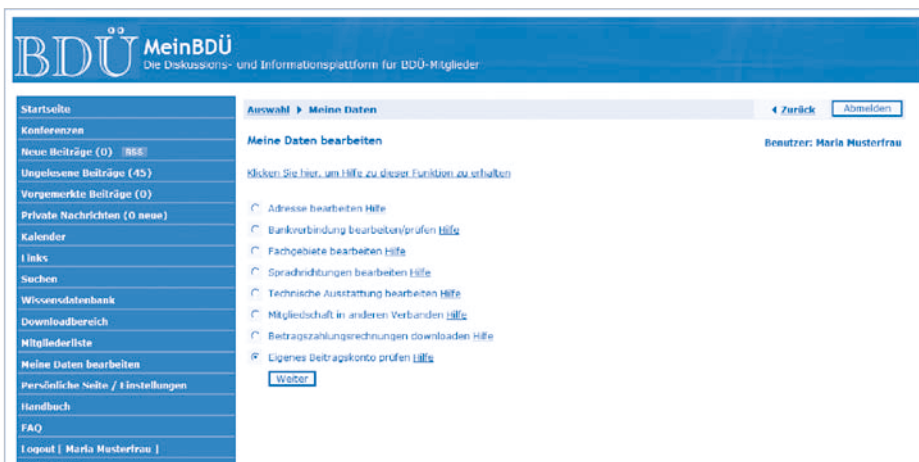 BDÜ MeinBDÜ
Die Diskussions- und Informationsplattform für BDÜ-Mitglieder
Startseite
Konferenzen
Neue Beiträge (0) RSS
Ungelesene Beiträge (45)
Vorgemerkte Beiträge (0)
Private Nachrichten (0 neue)
Kalender
Links
Suchen
Wissensdatenbank
Downloadbereich
Mitgliederliste
Meine Daten bearbeiten
Persönliche Seite / Einstellungen
Handbuch
FAQ
Logout [ Maria Musterfrau ]
Auswahl Meine Daten
Zurück Abmelden
Meine Daten bearbeiten
Benutzer: Maria Musterfrau
Klicken Sie hier, um Hilfe zu dieser Funktion zu erhalten
Adresse bearbeiten Hilfe
Bankverbindung bearbeiten/prüfen Hilfe
Fachgebiete bearbeiten Hilfe
Sprachrichtungen bearbeiten Hilfe
Technische Ausstattung bearbeiten Hilfe
Mitgliedschaft in anderen Verbanden Hilfe
Beitragszahlungsrechnungen downloaden Hilfe
Eigenes Beitragskonto prüfen Hilfe
Weiter